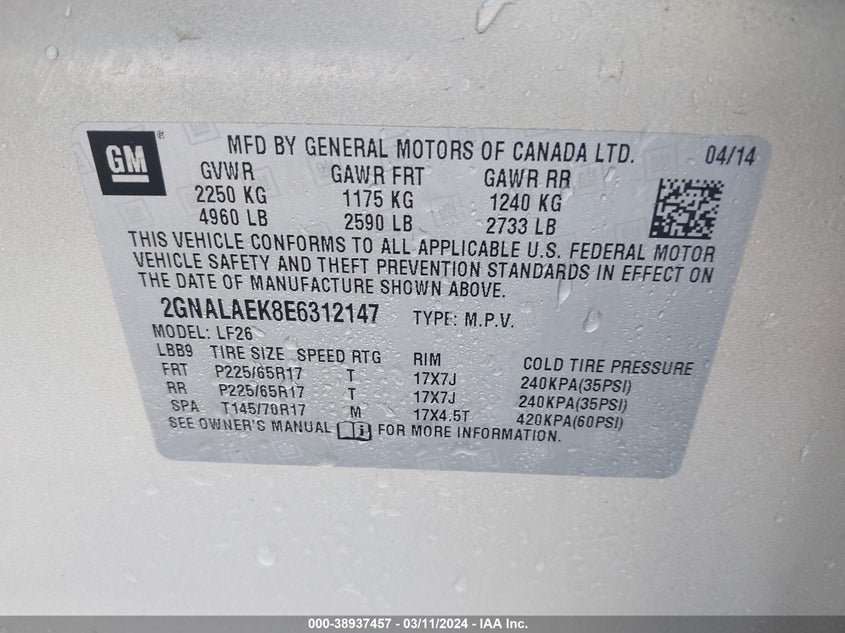 GM ®
MFD BY GENERAL MOTORS OF CANADA LTD. 04/14
GVWR GAWR FRT GAWR RR
2250 KG 1175 KG 1240 KG
4960 LB 2590 LB 2733 LB
THIS VEHICLE CONFORMS TO ALL APPLICABLE U.S. FEDERAL MOTOR
VEHICLE SAFETY AND THEFT PREVENTION STANDARDS IN EFFECT ON
THE DATE OF MANUFACTURE SHOWN ABOVE.
2GNALAEK8E6312147 TYPE: M.P.V.
MODEL: LF26
LBB9 TIRE SIZE SPEED RTG RIM COLD TIRE PRESSURE
FRT P225/65R17 T 17X7J 240KPA(35PSI)
RR P225/65R17 T 17X7J 240KPA(35PSI)
SPA T145/70R17 M 17X4.5T 420KPA(60PSI)
SEE OWNER'S MANUAL FOR MORE INFORMATION.
000-38937457 - 03/11/2024 - IAA Inc.